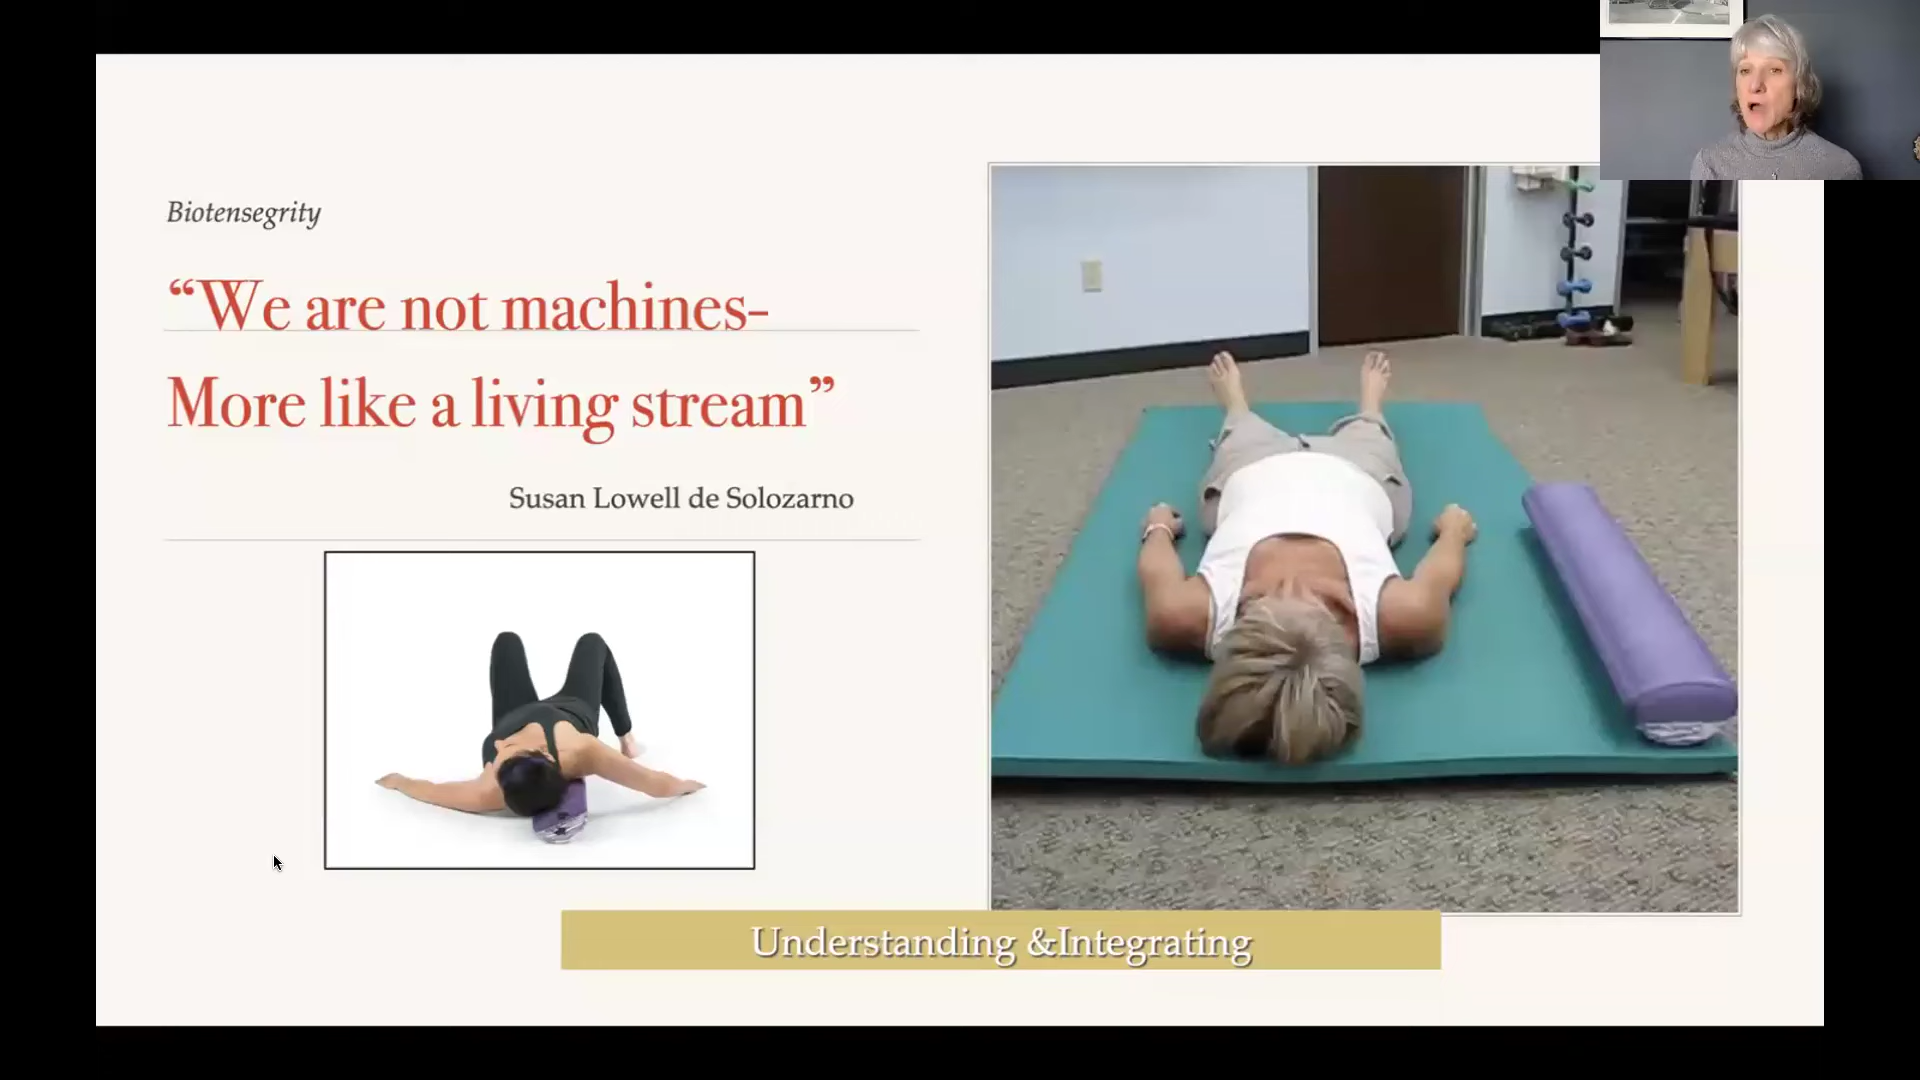 Biotensegrity
“We are not machines-
More like a living stream”
Susan Lowell de Solozarno
Understanding &Integrating